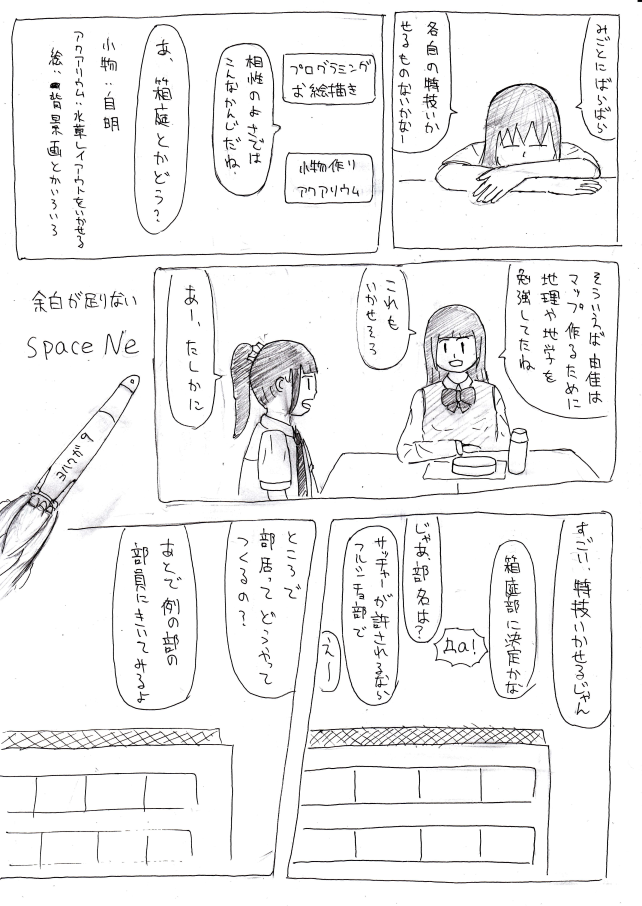 みごとにばらばら
各自の特技いか
せるものないかなー
プログラミング
お絵描き
小物作り
アクアリウム
相性のよさでは
こんなかんじだね.
あ、箱庭とかどう?
小物:自明
アクアリウム:水草レイアウトをいかせる
絵:背景画とかいろいろ
そういえば由佳は
マップ作るために
地理や地学を
勉強してたね
これも
いかせそう
あー、たしかに
余白が足りない
Space Ne
すごい、特技いかせるじゃん
箱庭部に決定かな
Да!
じゃあ、部名は?
サッチャーが許されるなら
フルシチョ部で
え〜
ところで
部活ってどうやって
つくるの?
あとで例の部の
部員にきいてみるよ